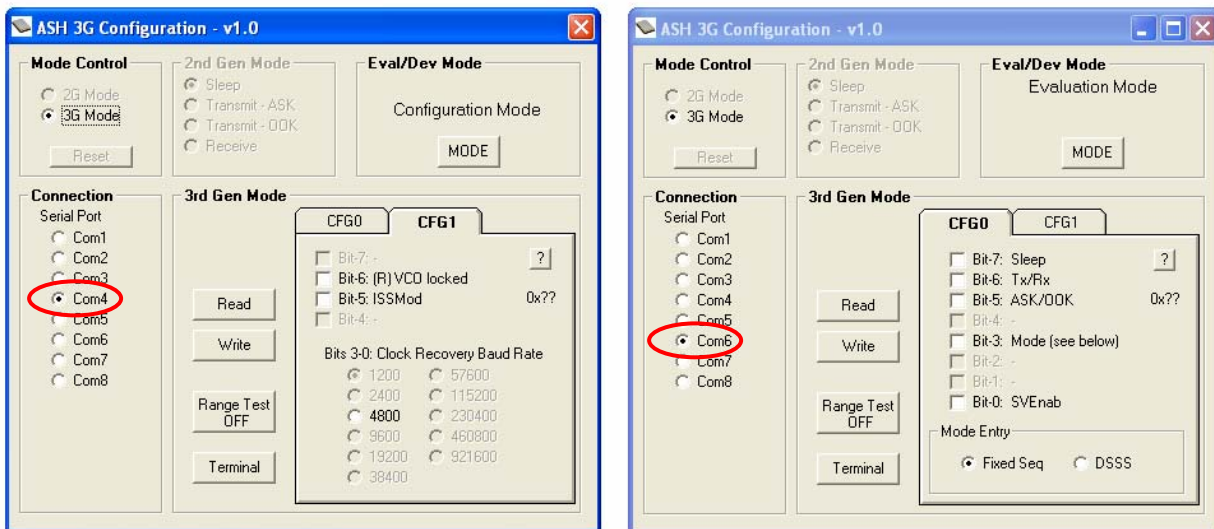 ASH 3G Configuration - v1.0
Mode Control
2G Mode
3G Mode
Reset
2nd Gen Mode
Sleep
Transmit - ASK
Transmit - OOK
Receive
Eval/Dev Mode
Configuration Mode
MODE
Connection
Serial Port
Com1
Com2
Com3
Com4
Com5
Com6
Com7
Com8
3rd Gen Mode
Read
Write
Range Test
OFF
Terminal
CFG0 CFG1
Bit-7: - ?
Bit-6: (R) VCO locked
Bit-5: ISSMod 0x??
Bit-4: -
Bits 3-0: Clock Recovery Baud Rate
1200 57600
2400 115200
4800 230400
9600 460800
19200 921600
38400
ASH 3G Configuration - v1.0
Mode Control
2G Mode
3G Mode
Reset
2nd Gen Mode
Sleep
Transmit - ASK
Transmit - OOK
Receive
Eval/Dev Mode
Evaluation Mode
MODE
Connection
Serial Port
Com1
Com2
Com3
Com4
Com5
Com6
Com7
Com8
3rd Gen Mode
Read
Write
Range Test
OFF
Terminal
CFG0 CFG1
Bit-7: Sleep ?
Bit-6: Tx/Rx
Bit-5: ASK/OOK 0x??
Bit-4: -
Bit-3: Mode (see below)
Bit-2: -
Bit-1: -
Bit-0: SVEnab
Mode Entry
Fixed Seq DSSS